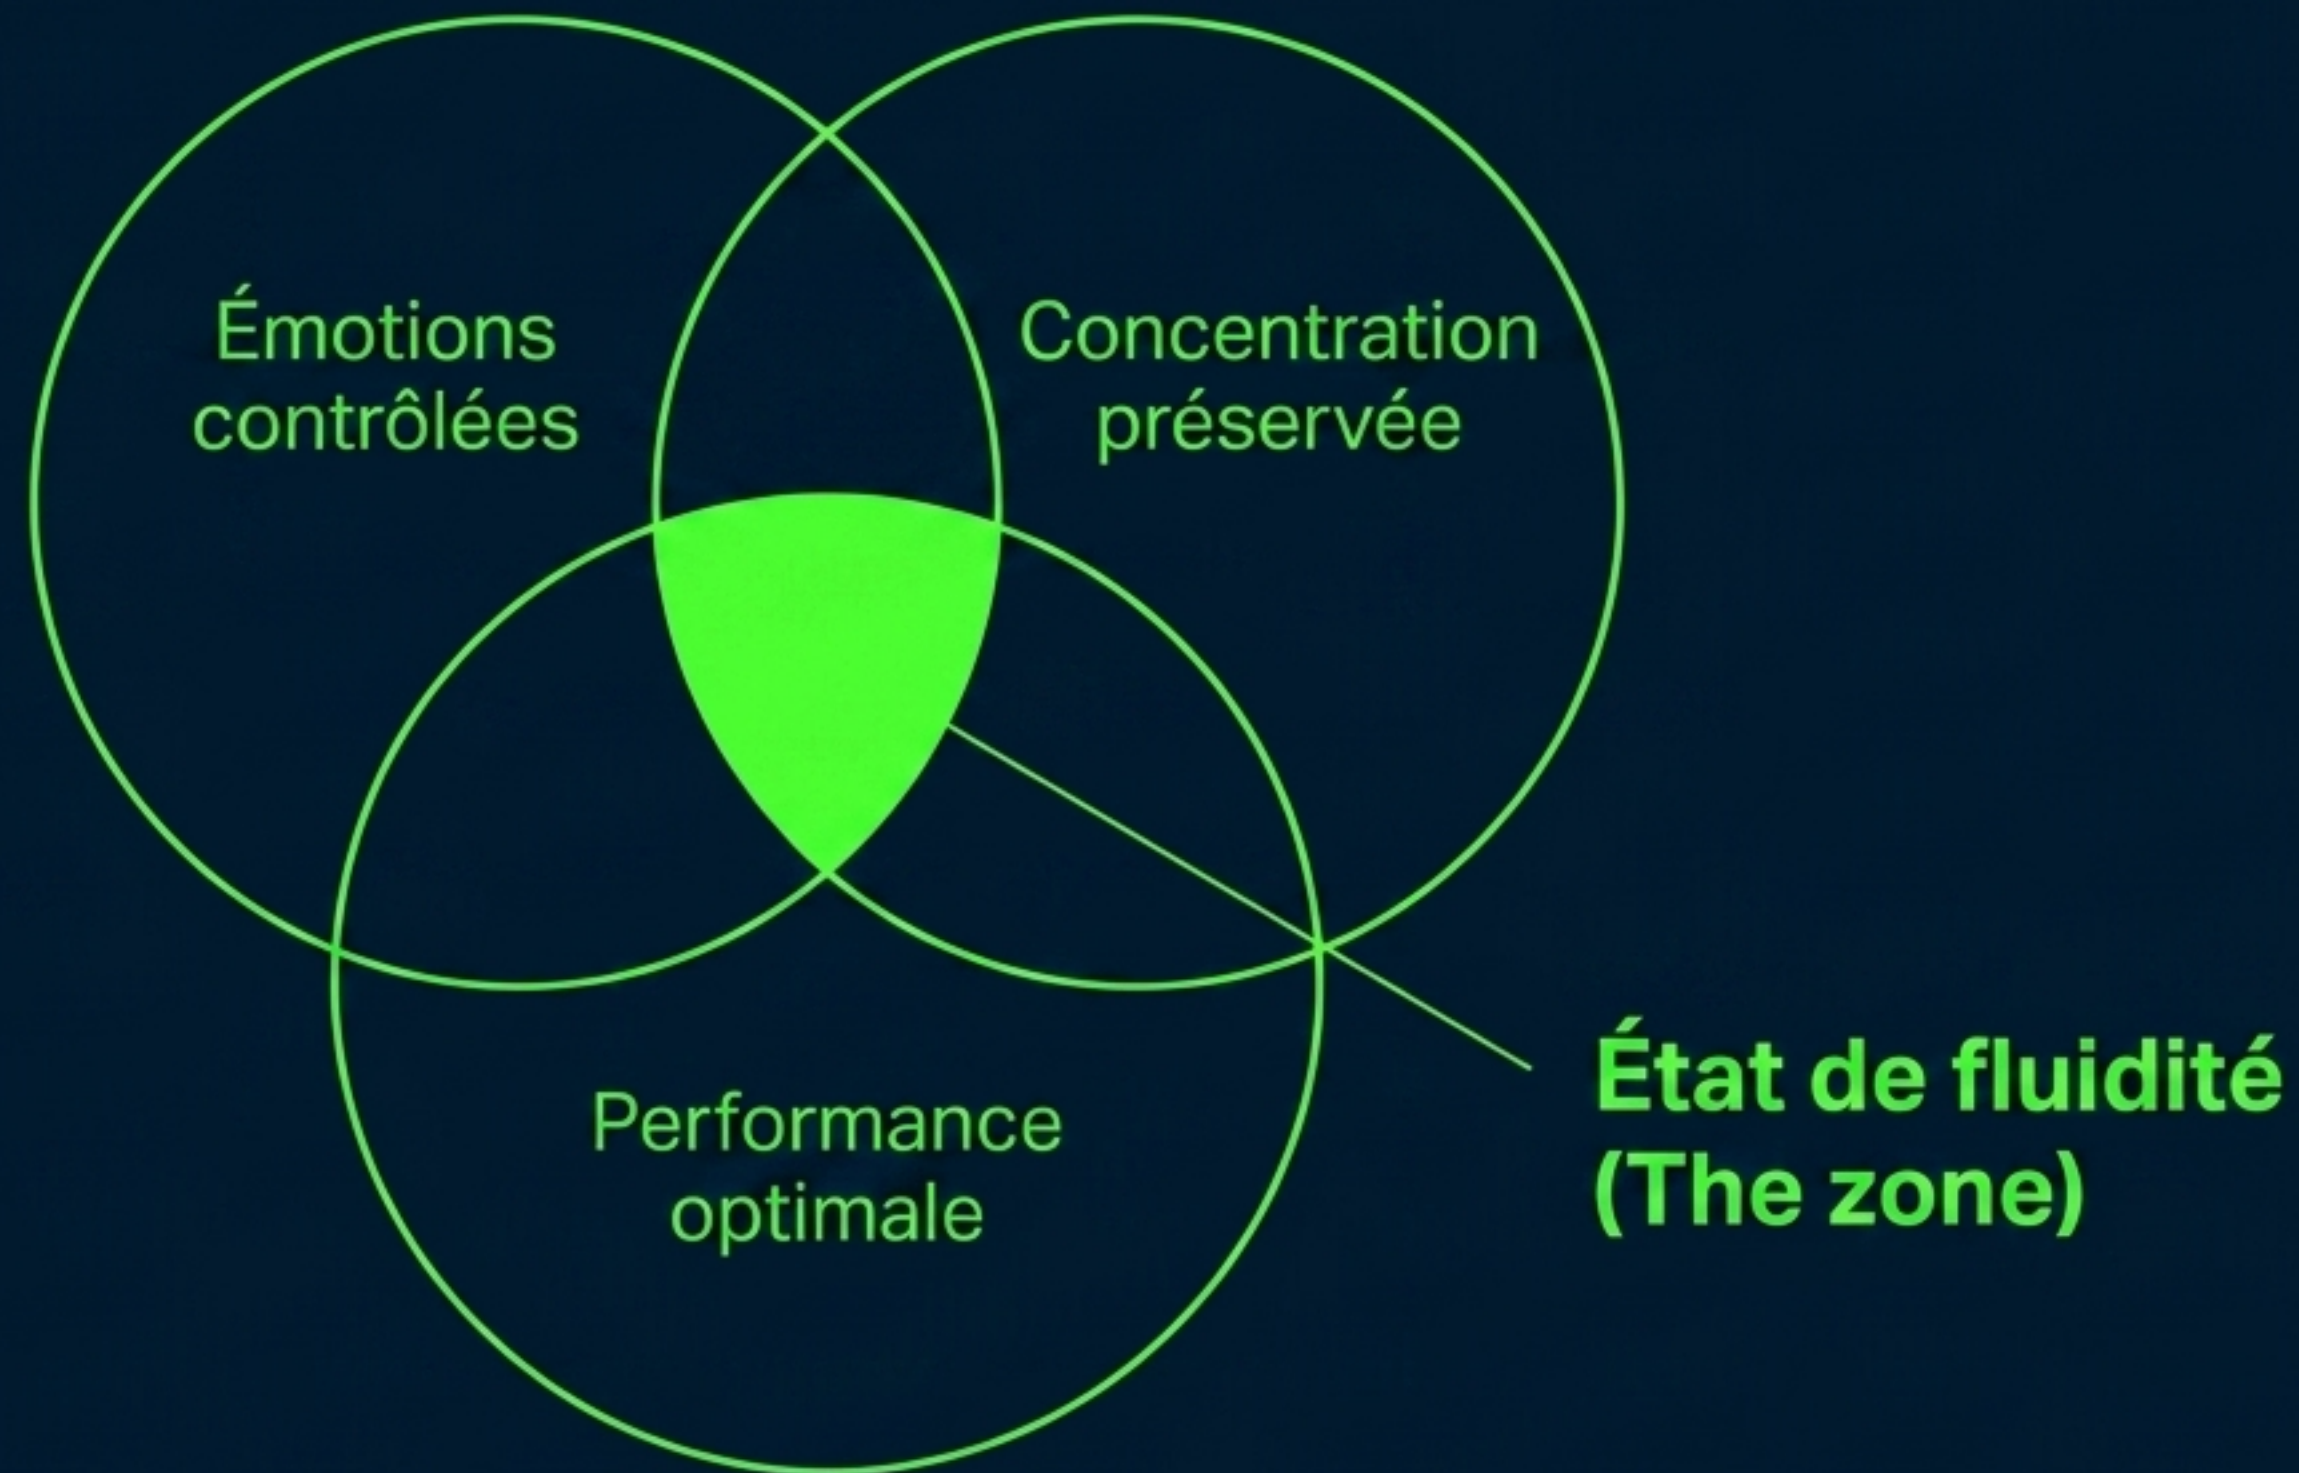 Émotions
contrôlées
Concentration
préservée
Performance
optimale
État de fluidité
(The zone)